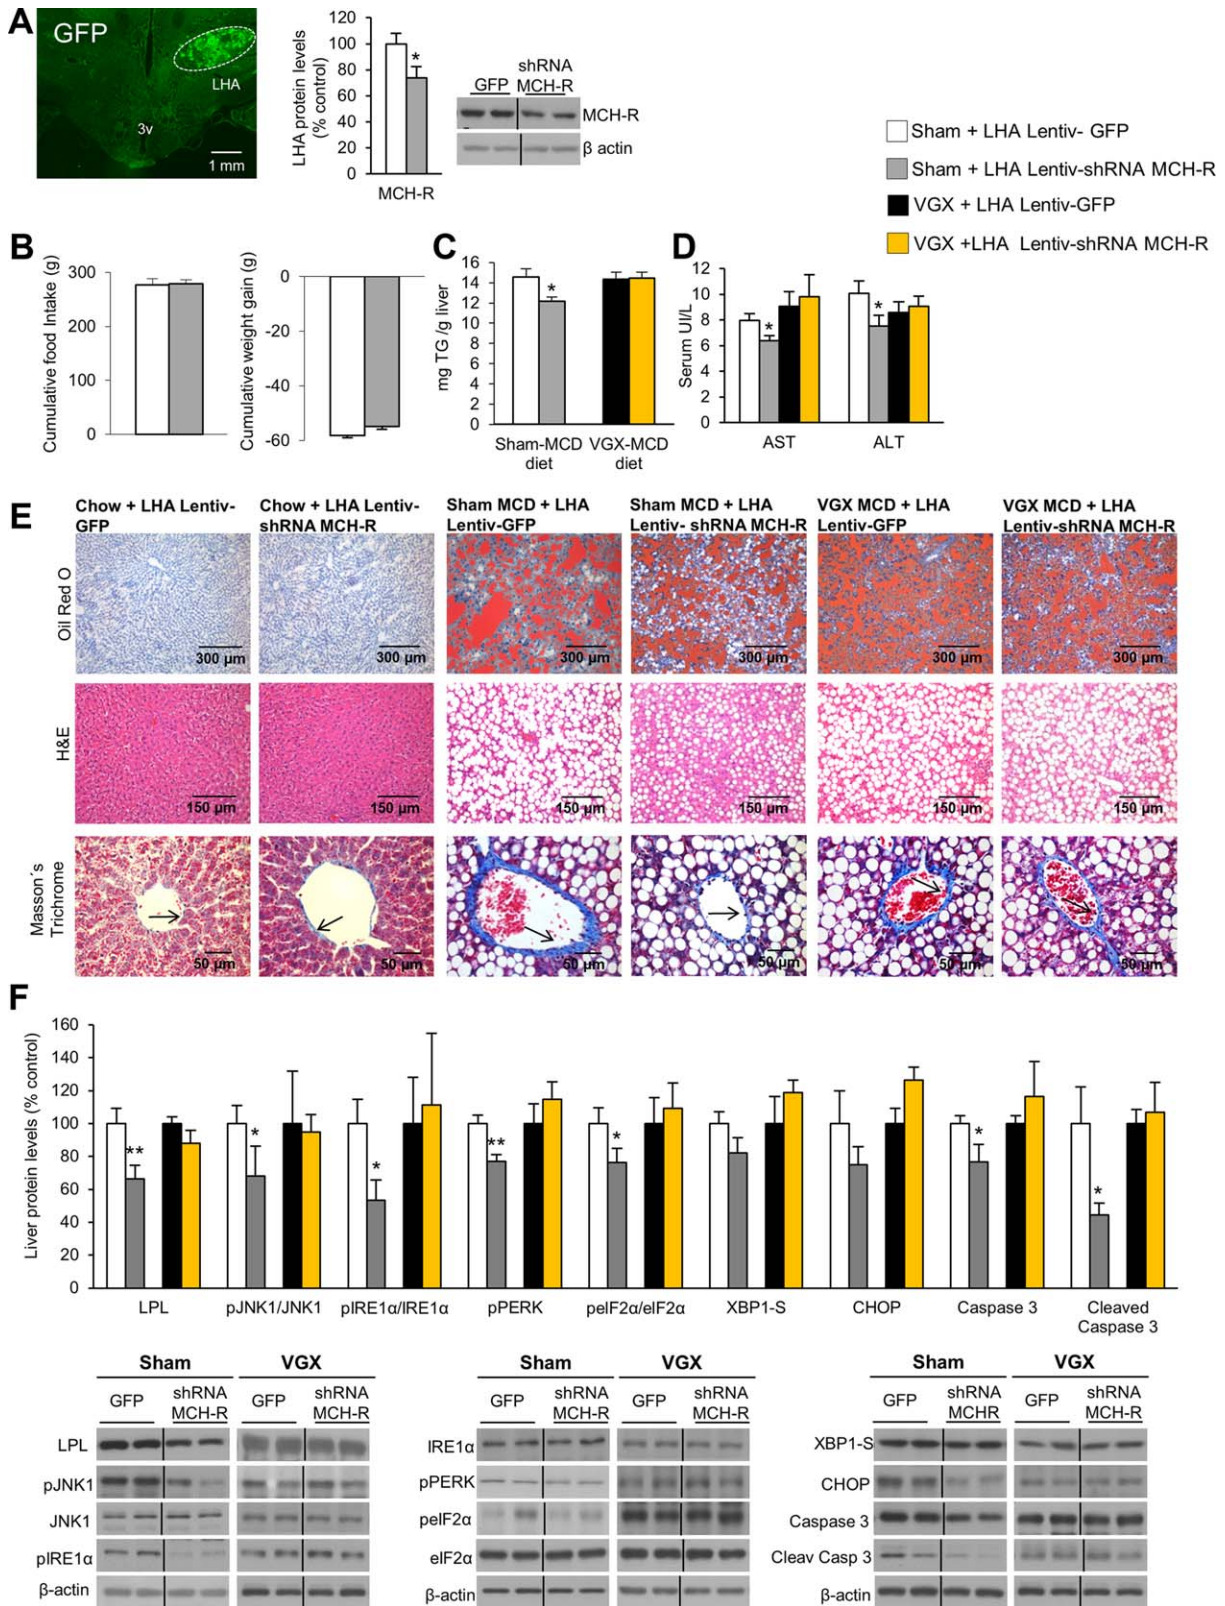 A
GFP
LHA
3v
1 mm
LHA protein levels
(% control)
120
100
80
60
40
20
0
*
MCH-R
GFP
shRNA
MCH-R
MCH-R
β actin
Sham + LHA Lentiv- GFP
Sham + LHA Lentiv-shRNA MCH-R
VGX + LHA Lentiv-GFP
VGX +LHA Lentiv-shRNA MCH-R
B
Cumulative food Intake (g)
300
200
100
0
Cumulative weight gain (g)
0
-20
-40
-60
C
mg TG /g liver
16
14
12
10
8
6
4
2
0
*
Sham-MCD
diet
VGX-MCD
diet
D
Serum UI/L
12
10
8
6
4
2
0
*
*
AST
ALT
E
Chow + LHA Lentiv-
GFP
Chow + LHA Lentiv-
shRNA MCH-R
Sham MCD + LHA
Lentiv-GFP
Sham MCD + LHA
Lentiv- shRNA MCH-R
VGX MCD + LHA
Lentiv-GFP
VGX MCD + LHA
Lentiv-shRNA MCH-R
Oil Red O
300 µm
300 µm
300 µm
300 µm
300 µm
300 µm
H&E
150 µm
150 µm
150 µm
150 µm
150 µm
150 µm
Masson´s
Trichrome
50 µm
50 µm
50 µm
50 µm
50 µm
50 µm
F
Liver protein levels (% control)
160
140
120
100
80
60
40
20
0
**
*
*
**
*
*
*
LPL
pJNK1/JNK1
pIRE1α/IRE1α
pPERK
peIF2α/eIF2α
XBP1-S
CHOP
Caspase 3
Cleaved
Caspase 3
Sham
VGX
GFP
shRNA
MCH-R
GFP
shRNA
MCH-R
LPL
pJNK1
JNK1
pIRE1α
β-actin
Sham
VGX
GFP
shRNA
MCH-R
GFP
shRNA
MCH-R
IRE1α
pPERK
peIF2α
eIF2α
β-actin
Sham
VGX
GFP
shRNA
MCHR
GFP
shRNA
MCH-R
XBP1-S
CHOP
Caspase 3
Cleav Casp 3
β-actin